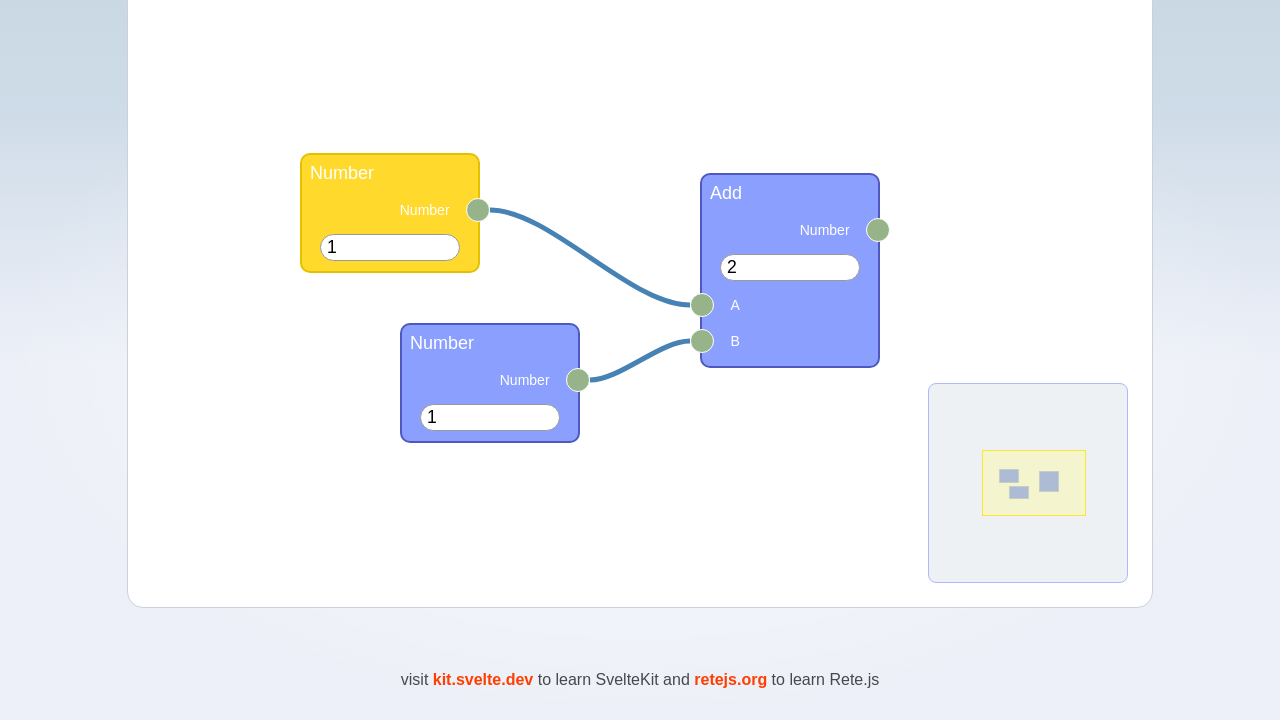 Number
Number
1
Add
Number
2
A
B
Number
Number
1
visit kit.svelte.dev to learn SvelteKit and retejs.org to learn Rete.js